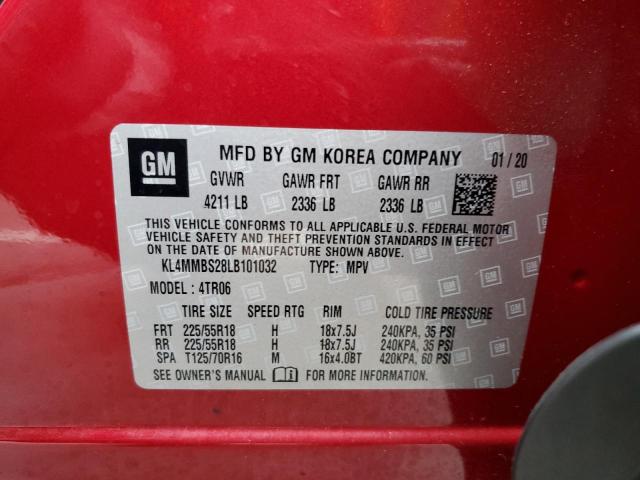 GM MFD BY GM KOREA COMPANY 01/20
GVWR GAWR FRT GAWR RR
4211 LB 2336 LB 2336 LB
THIS VEHICLE CONFORMS TO ALL APPLICABLE U.S. FEDERAL MOTOR
VEHICLE SAFETY AND THEFT PREVENTION STANDARDS IN EFFECT
ON THE DATE OF MANUFACTURE SHOWN ABOVE.
KL4MMBS28LB101032 TYPE: MPV
MODEL: 4TR06
TIRE SIZE SPEED RTG RIM COLD TIRE PRESSURE
FRT 225/55R18 H 18x7.5J 240KPA, 35 PSI
RR 225/55R18 H 18x7.5J 240KPA, 35 PSI
SPA T125/70R16 M 16x4.0BT 420KPA, 60 PSI
SEE OWNER'S MANUAL FOR MORE INFORMATION.